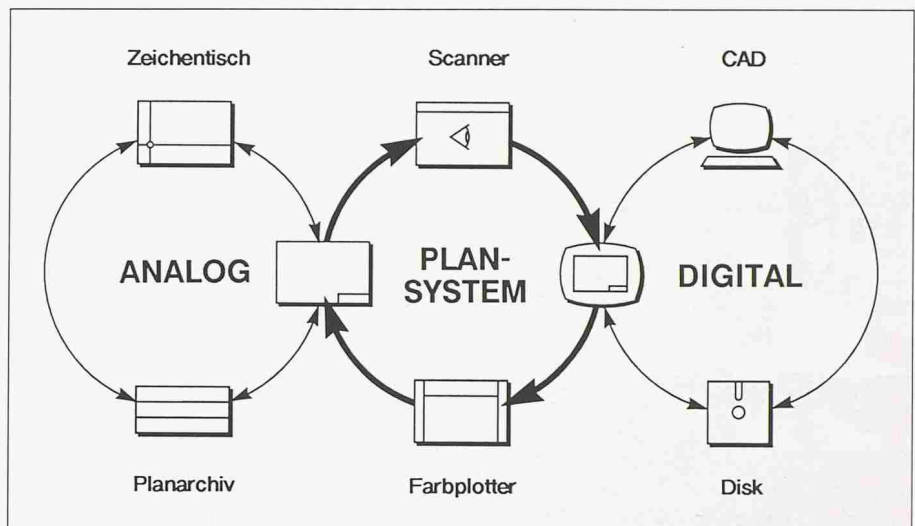 Zeichentisch
Scanner
CAD
ANALOG
PLAN-
SYSTEM
DIGITAL
Planarchiv
Farbplotter
Disk